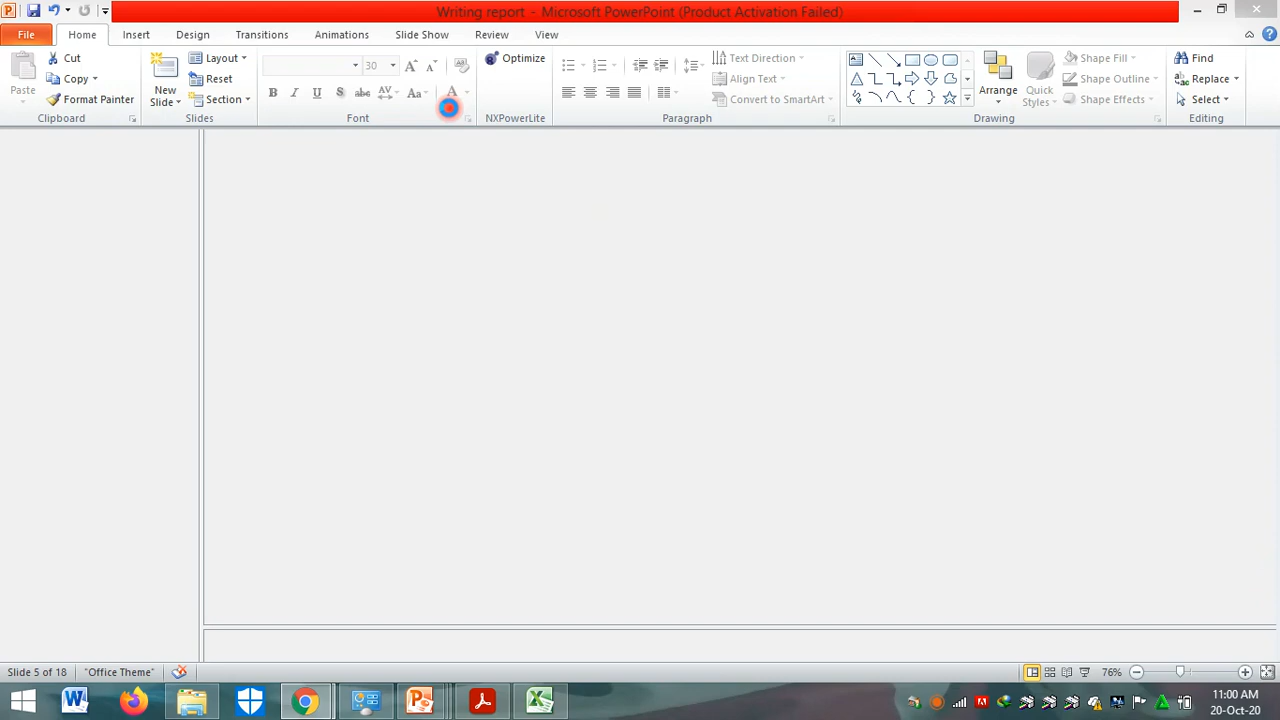 Writing report - Microsoft PowerPoint (Product Activation Failed)
File Home Insert Design Transitions Animations Slide Show Review View
Paste
Cut
Copy
Format Painter
Clipboard
New Slide
Layout
Reset
Section
Slides
30
B I U S abc AV Aa A
Font
Optimize
NXPowerLite
Text Direction
Align Text
Convert to SmartArt
Paragraph
Arrange
Quick Styles
Shape Fill
Shape Outline
Shape Effects
Drawing
Find
Replace
Select
Editing
Slide 5 of 18 "Office Theme" 76%
11:00 AM
20-Oct-20